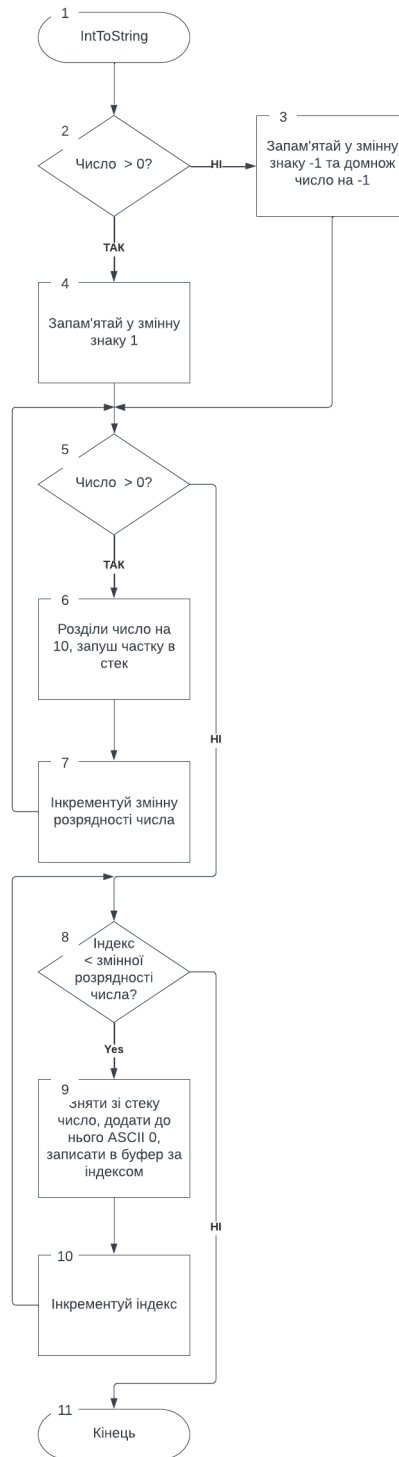 1
IntToString
2
Число > 0?
НІ
3
Запам'ятай у змінну
знаку -1 та домнож
число на -1
ТАК
4
Запам'ятай у змінну
знаку 1
5
Число > 0?
ТАК
6
Розділи число на
10, запуш частку в
стек
НІ
7
Інкрементуй змінну
розрядності числа
8
Індекс
< змінної
розрядності
числа?
Yes
9
Зняти зі стеку
число, додати до
нього ASCII 0,
записати в буфер за
індексом
НІ
10
Інкрементуй індекс
11
Кінець